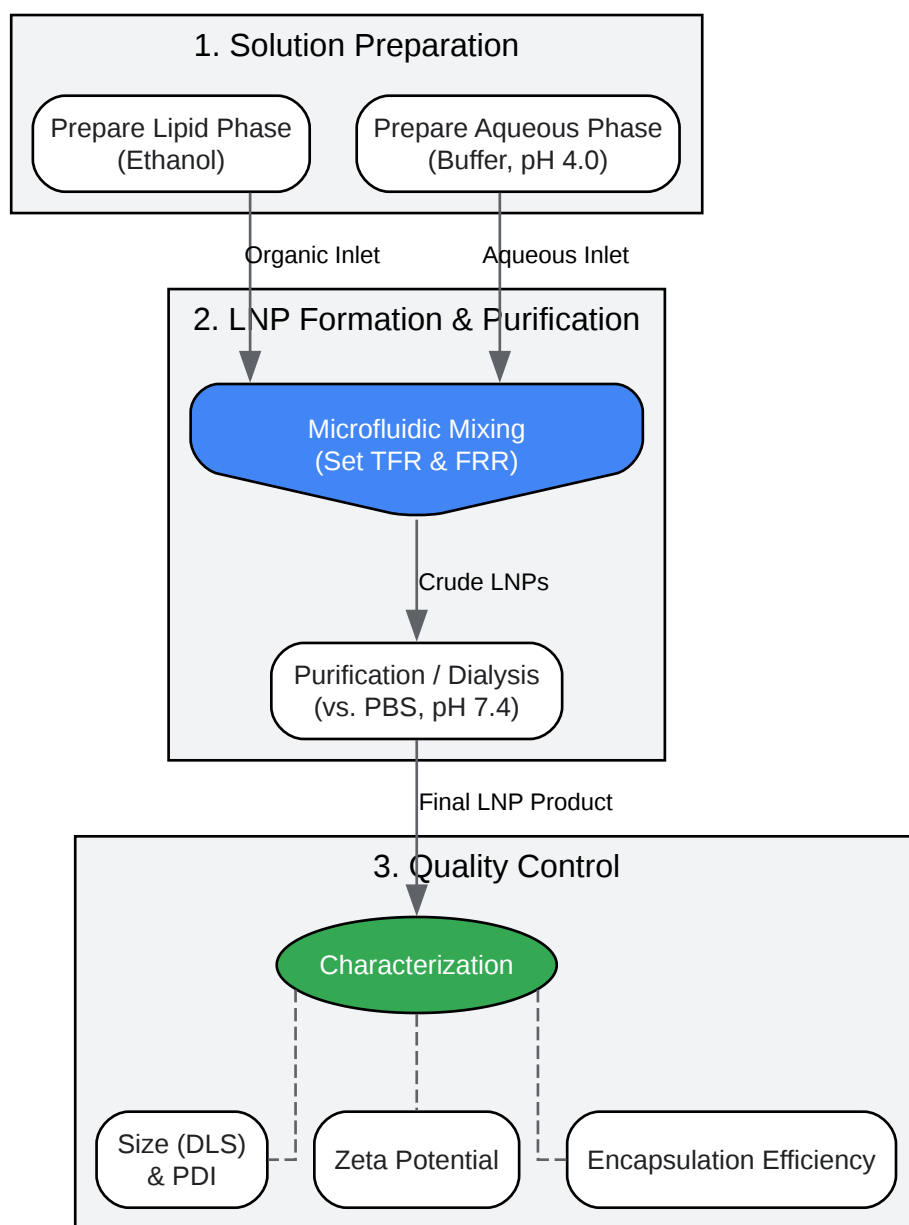 1. Solution Preparation
Prepare Lipid Phase
(Ethanol)
Prepare Aqueous Phase
(Buffer, pH 4.0)
Organic Inlet
Aqueous Inlet
2. LNP Formation & Purification
Microfluidic Mixing
(Set TFR & FRR)
Crude LNPs
Purification / Dialysis
(vs. PBS, pH 7.4)
Final LNP Product
3. Quality Control
Characterization
Size (DLS)
& PDI
Zeta Potential
Encapsulation Efficiency